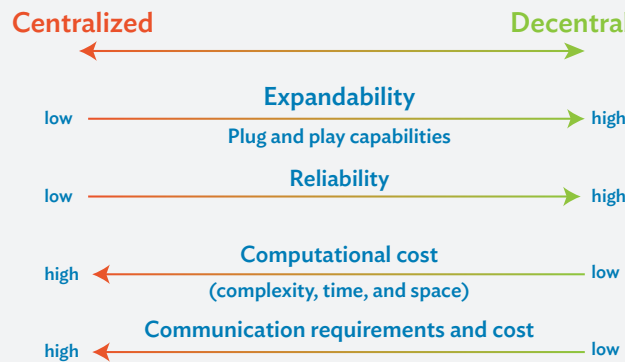 Centralized Decentral
Expandability
low high
Plug and play capabilities
Reliability
low high
Computational cost
high low
(complexity, time, and space)
Communication requirements and cost
high low